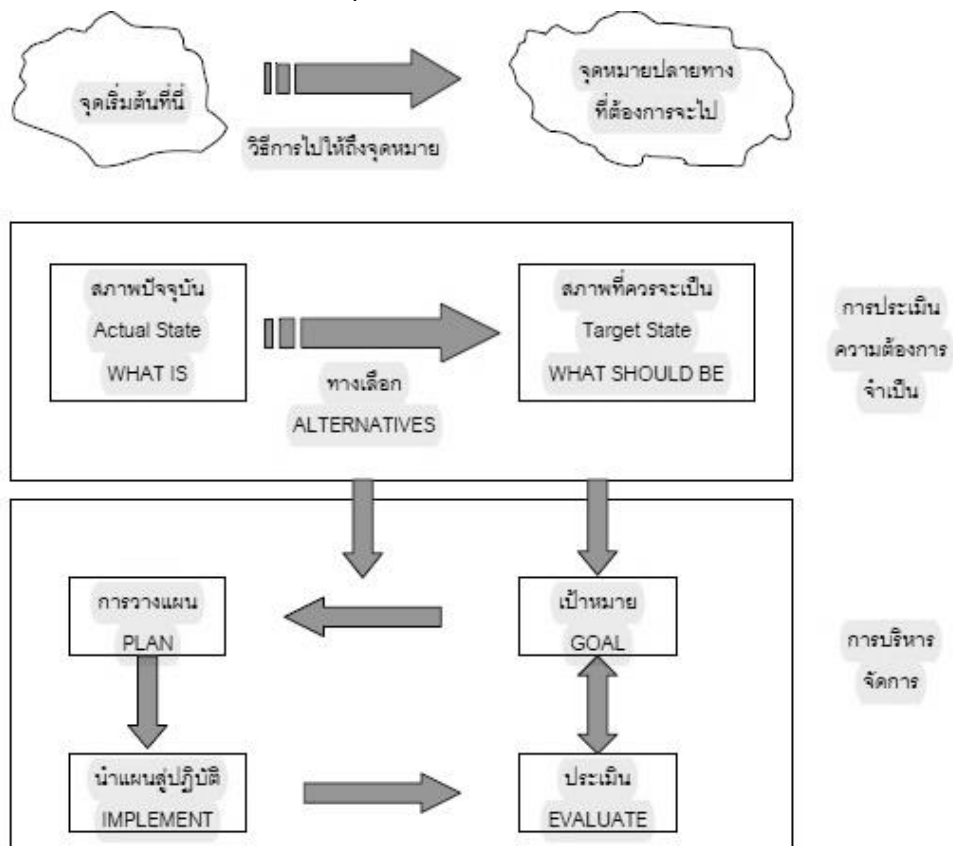 จุดเริ่มต้นที่นี่
วิธีการไปให้ถึงจุดหมาย
จุดหมายปลายทาง
ที่ต้องการจะไป
สภาพปัจจุบัน
Actual State
WHAT IS
ทางเลือก
ALTERNATIVES
สภาพที่ควรจะเป็น
Target State
WHAT SHOULD BE
การประเมิน
ความต้องการ
จำเป็น
การวางแผน
PLAN
เป้าหมาย
GOAL
การบริหาร
จัดการ
นำแผนสู่ปฏิบัติ
IMPLEMENT
ประเมิน
EVALUATE